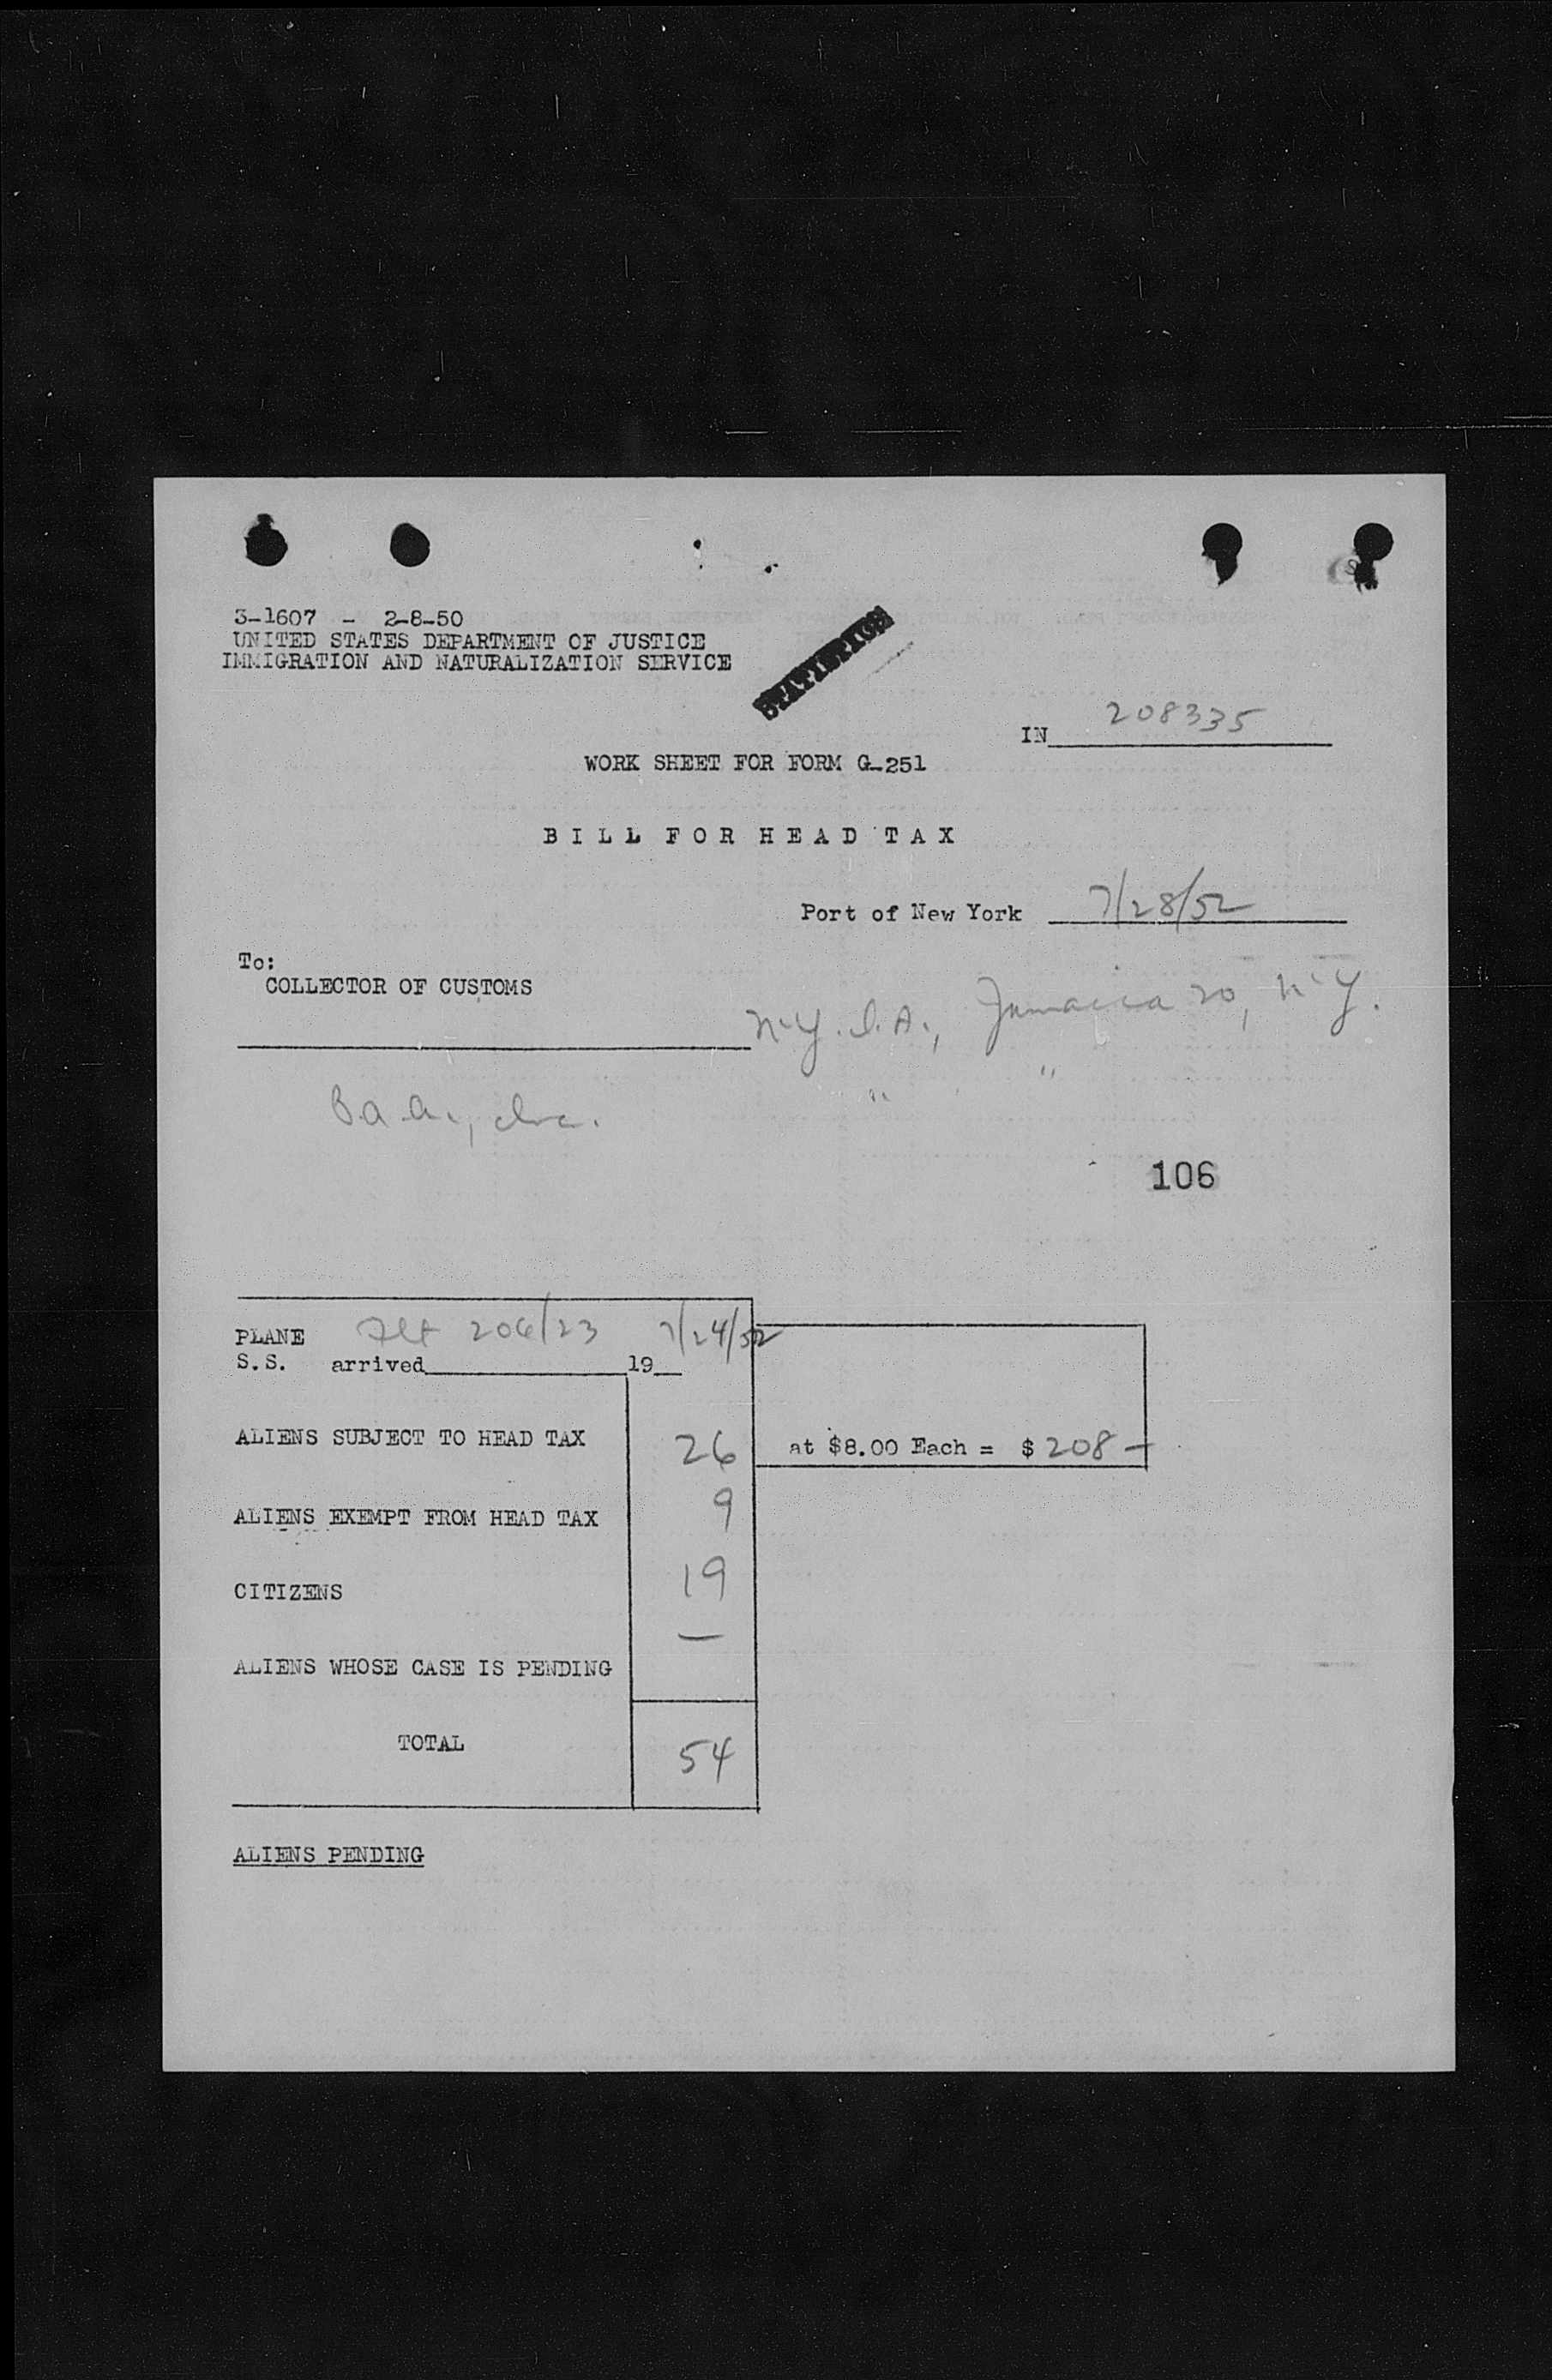 3-1607 - 2-8-50
UNITED STATES DEPARTMENT OF JUSTICE
IMMIGRATION AND NATURALIZATION SERVICE
STATISTICS
IN 208335
WORK SHEET FOR FORM G-251
BILL FOR HEAD TAX
Port of New York 7/28/52
To:
COLLECTOR OF CUSTOMS
N.Y.I.A., Jamaica 20, N.Y.
" "
Inc.
106
PLANE Flt 206/23 7/24/52
S.S. arrived 19
ALIENS SUBJECT TO HEAD TAX 26 at $8.00 Each = $ 208 -
ALIENS EXEMPT FROM HEAD TAX 9
CITIZENS 19
ALIENS WHOSE CASE IS PENDING —
TOTAL 54
ALIENS PENDING